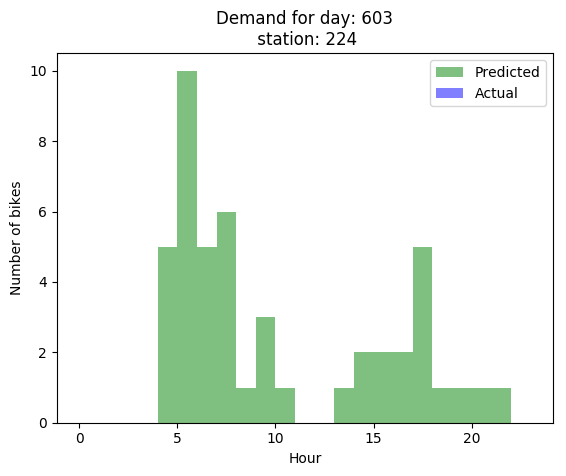 Demand for day: 603
station: 224
Predicted
Actual
10
8
6
4
2
0
Number of bikes
0 5 10 15 20
Hour